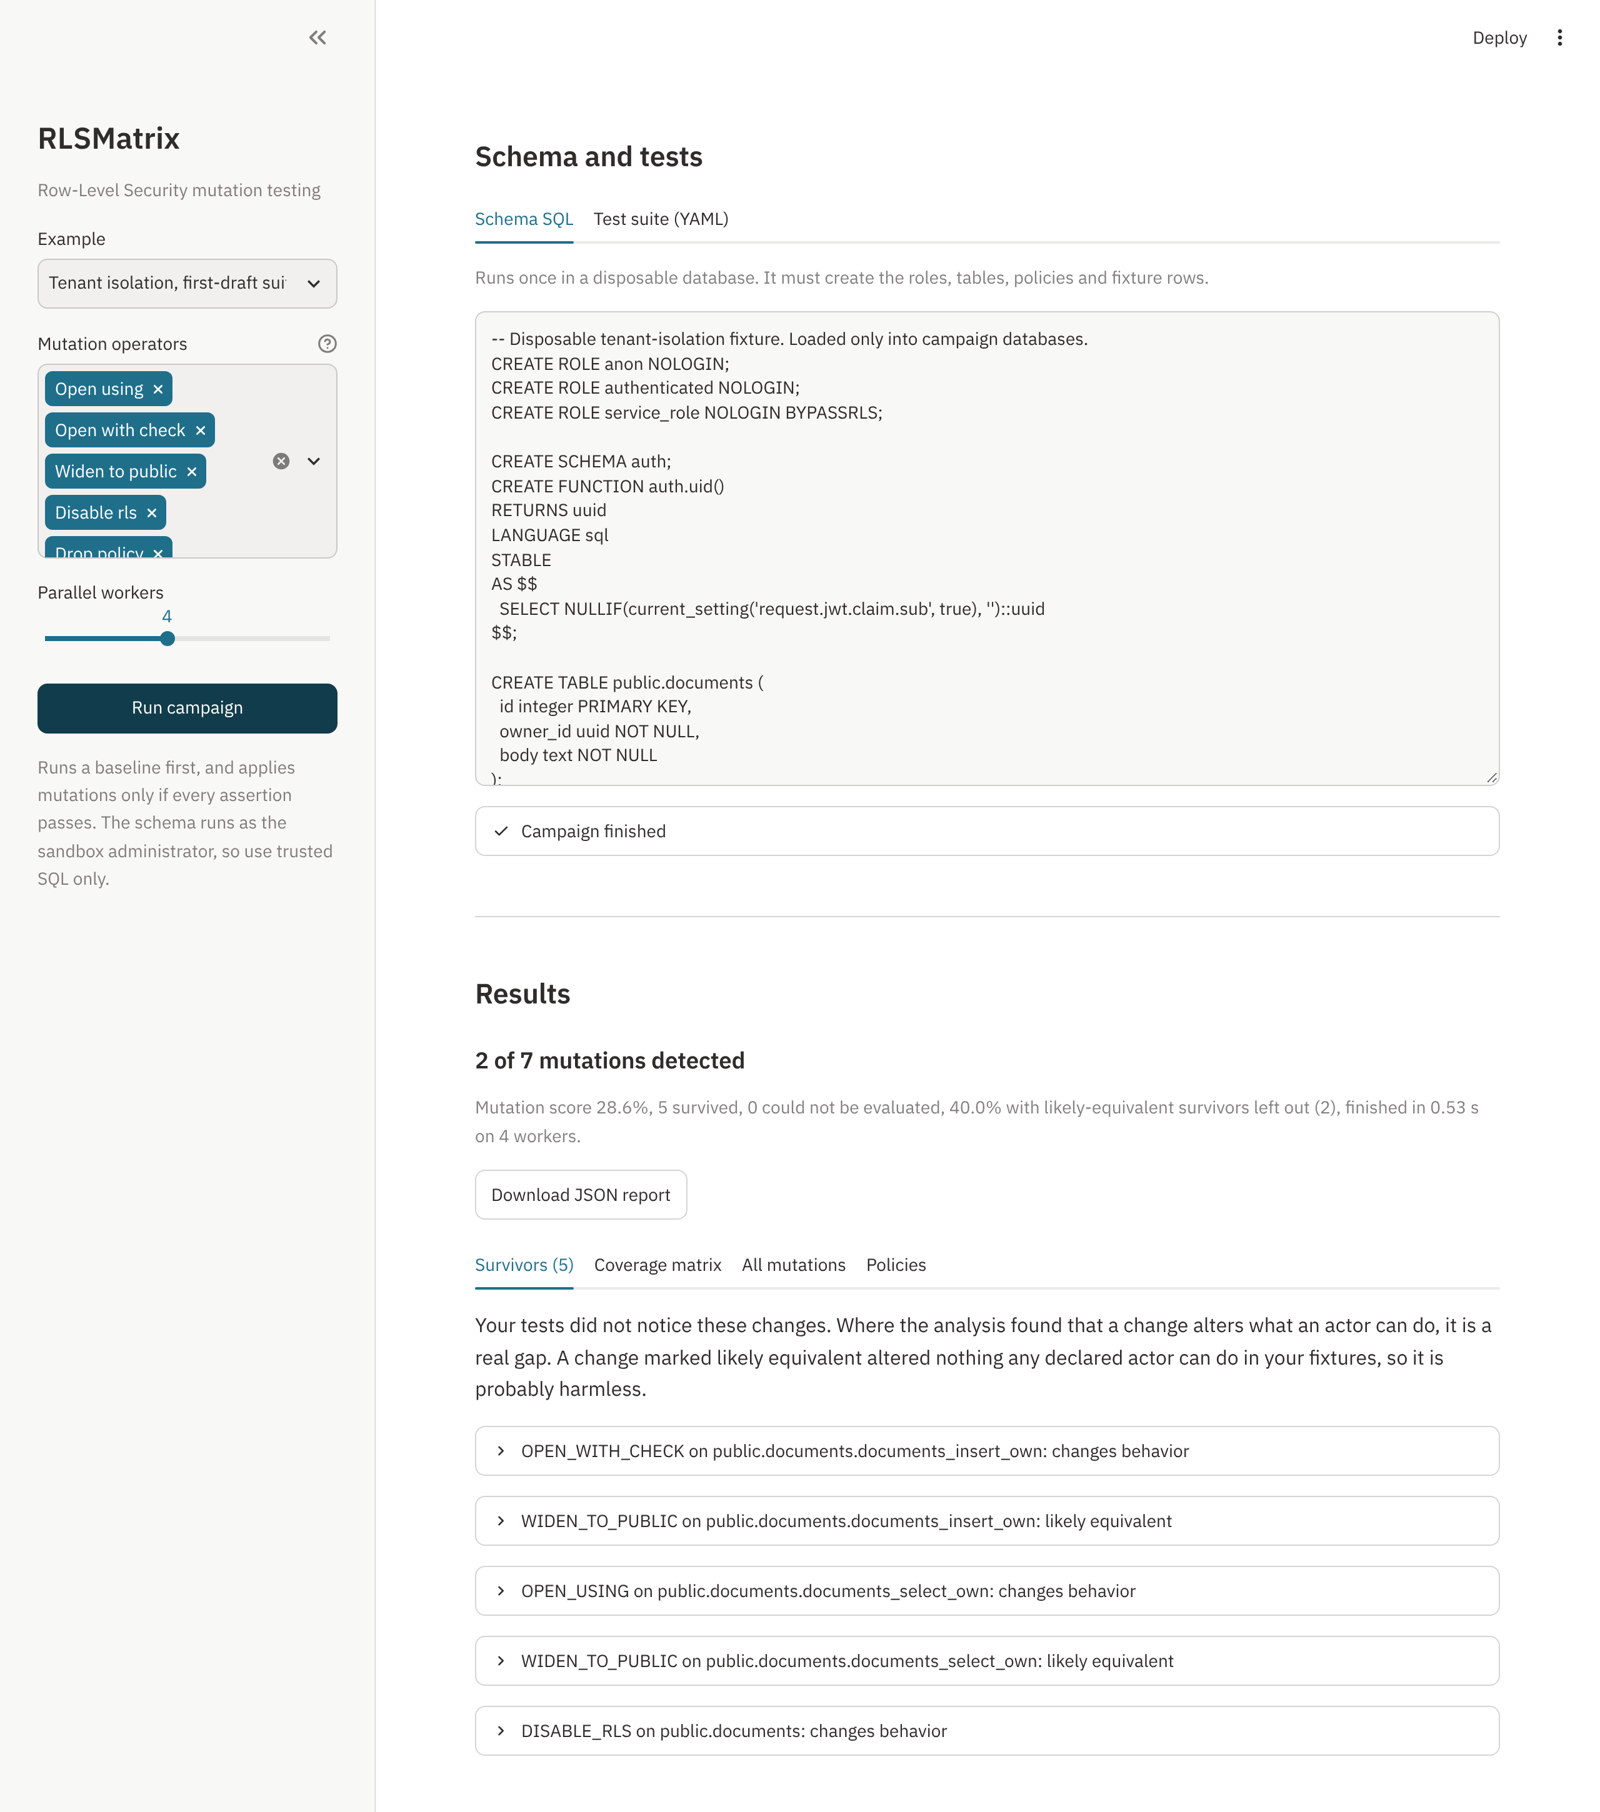 Deploy
RLSMatrix
Row-Level Security mutation testing
Example
Tenant isolation, first-draft sui
Mutation operators
Open using
Open with check
Widen to public
Disable rls
Drop policy
Parallel workers
4
Run campaign
Runs a baseline first, and applies
mutations only if every assertion
passes. The schema runs as the
sandbox administrator, so use trusted
SQL only.
Schema and tests
Schema SQL Test suite (YAML)
Runs once in a disposable database. It must create the roles, tables, policies and fixture rows.
-- Disposable tenant-isolation fixture. Loaded only into campaign databases.
CREATE ROLE anon NOLOGIN;
CREATE ROLE authenticated NOLOGIN;
CREATE ROLE service_role NOLOGIN BYPASSRLS;
CREATE SCHEMA auth;
CREATE FUNCTION auth.uid()
RETURNS uuid
LANGUAGE sql
STABLE
AS $$
SELECT NULLIF(current_setting('request.jwt.claim.sub', true), '')::uuid
$$;
CREATE TABLE public.documents (
id integer PRIMARY KEY,
owner_id uuid NOT NULL,
body text NOT NULL
);
Campaign finished
Results
2 of 7 mutations detected
Mutation score 28.6%, 5 survived, 0 could not be evaluated, 40.0% with likely-equivalent survivors left out (2), finished in 0.53 s
on 4 workers.
Download JSON report
Survivors (5) Coverage matrix All mutations Policies
Your tests did not notice these changes. Where the analysis found that a change alters what an actor can do, it is a
real gap. A change marked likely equivalent altered nothing any declared actor can do in your fixtures, so it is
probably harmless.
OPEN_WITH_CHECK on public.documents.documents_insert_own: changes behavior
WIDEN_TO_PUBLIC on public.documents.documents_insert_own: likely equivalent
OPEN_USING on public.documents.documents_select_own: changes behavior
WIDEN_TO_PUBLIC on public.documents.documents_select_own: likely equivalent
DISABLE_RLS on public.documents: changes behavior